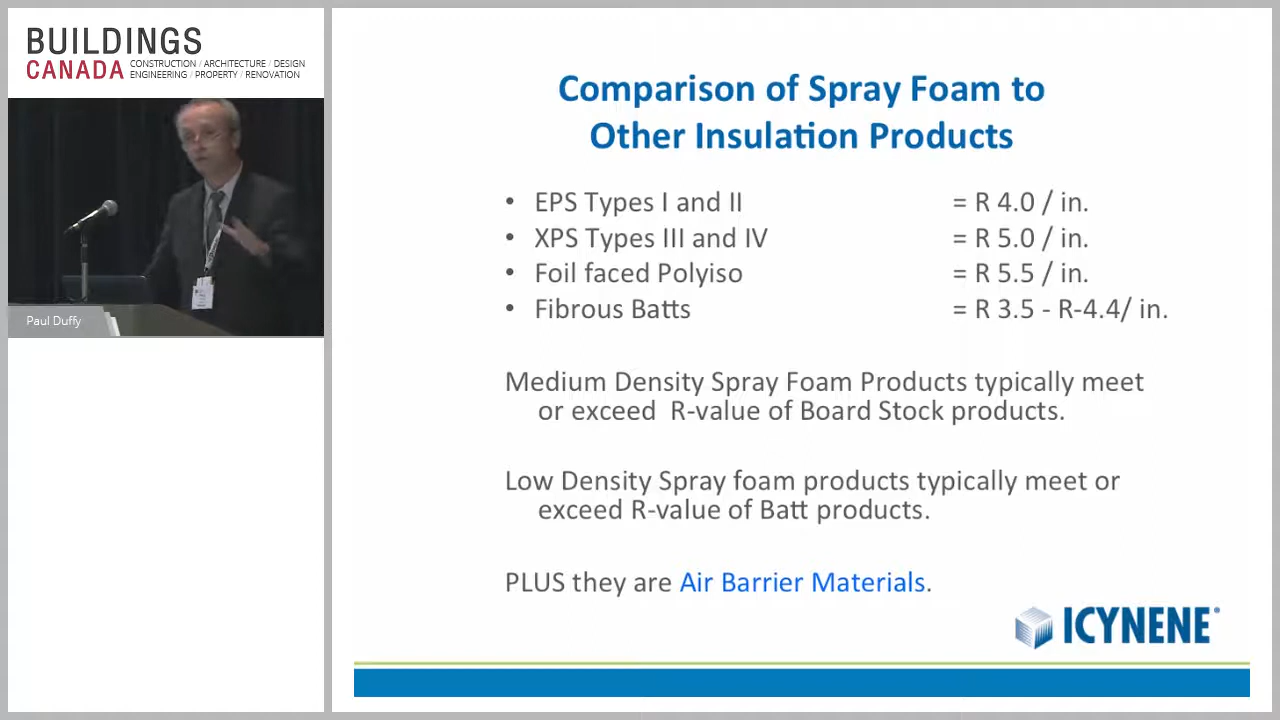 BUILDINGS
CANADA CONSTRUCTION / ARCHITECTURE / DESIGN
ENGINEERING / PROPERTY / RENOVATION
Paul Duffy
Comparison of Spray Foam to
Other Insulation Products
• EPS Types I and II = R 4.0 / in.
• XPS Types III and IV = R 5.0 / in.
• Foil faced Polyiso = R 5.5 / in.
• Fibrous Batts = R 3.5 - R-4.4/ in.
Medium Density Spray Foam Products typically meet
or exceed R-value of Board Stock products.
Low Density Spray foam products typically meet or
exceed R-value of Batt products.
PLUS they are Air Barrier Materials.
ICYNENE®